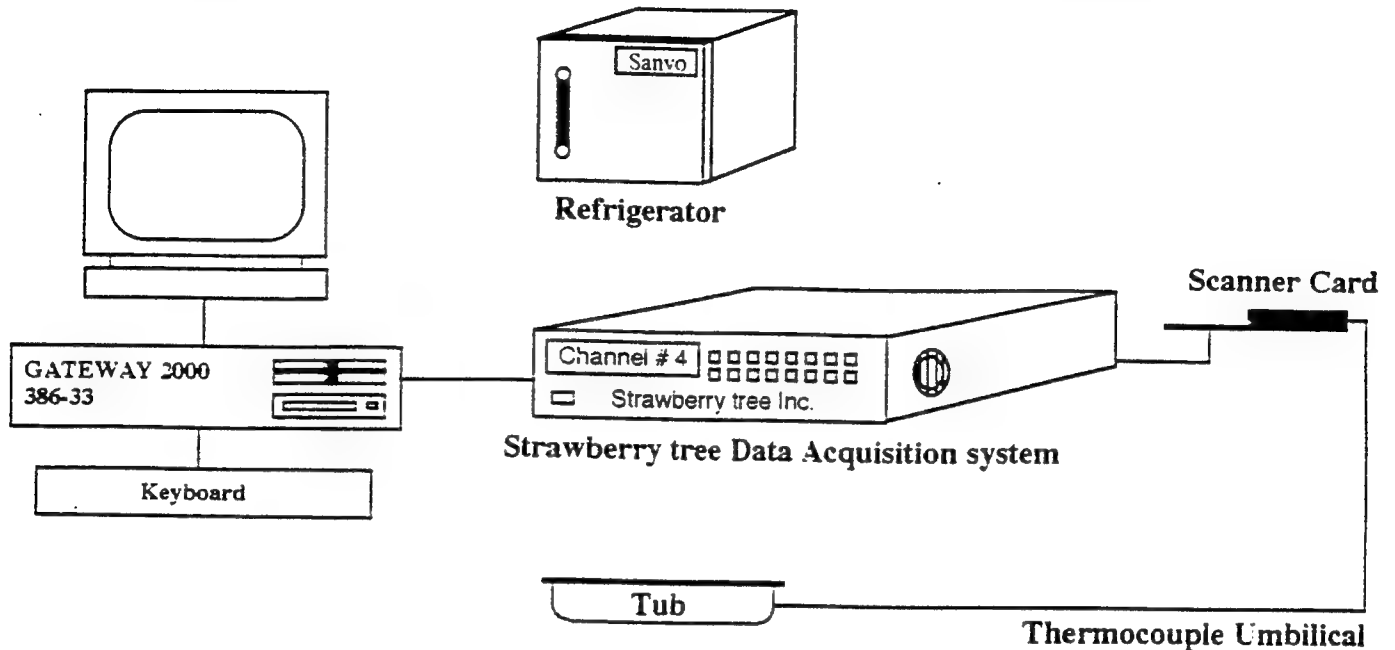 Sanvo
Refrigerator
Scanner Card
GATEWAY 2000
386-33
Channel # 4
Strawberry tree Inc.
Strawberry tree Data Acquisition system
Keyboard
Tub
Thermocouple Umbilical